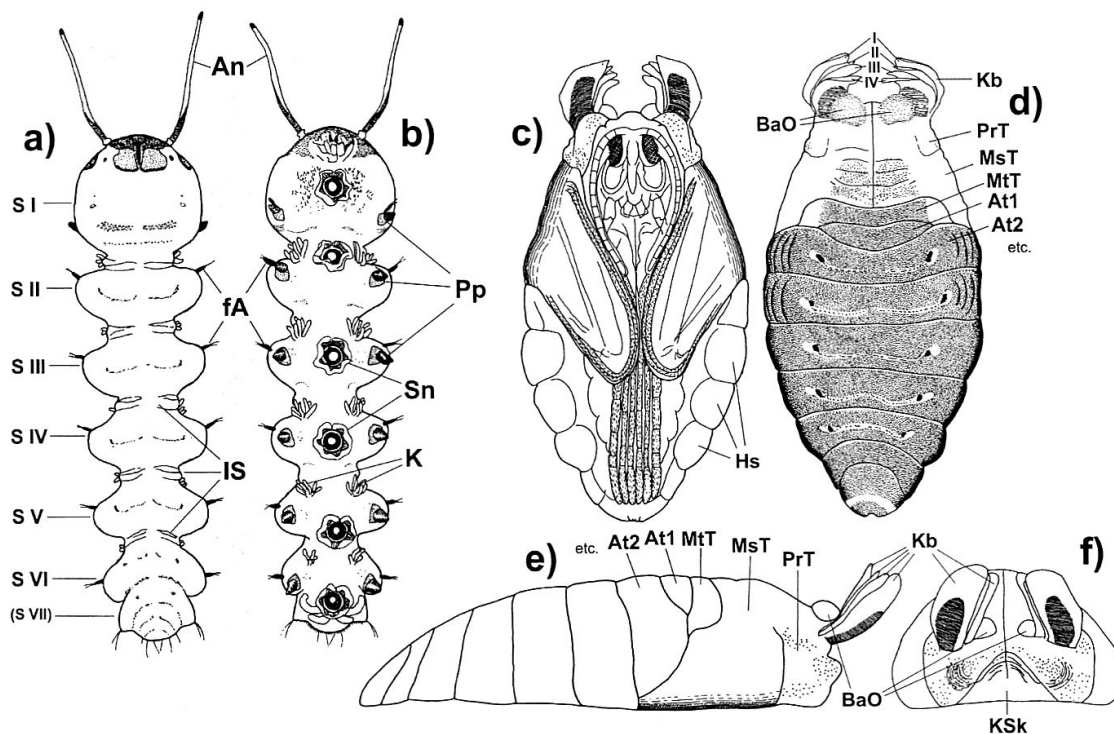 An
a)
b)
S I
S II
S III
S IV
S V
S VI
(S VII)
fA
IS
Pp
Sn
K
c)
Hs
I
II
III
IV
Kb
d)
BaO
PrT
MsT
MtT
At1
At2
etc.
e)
etc.
At2
At1
MtT
MsT
PrT
Kb
f)
BaO
KSk